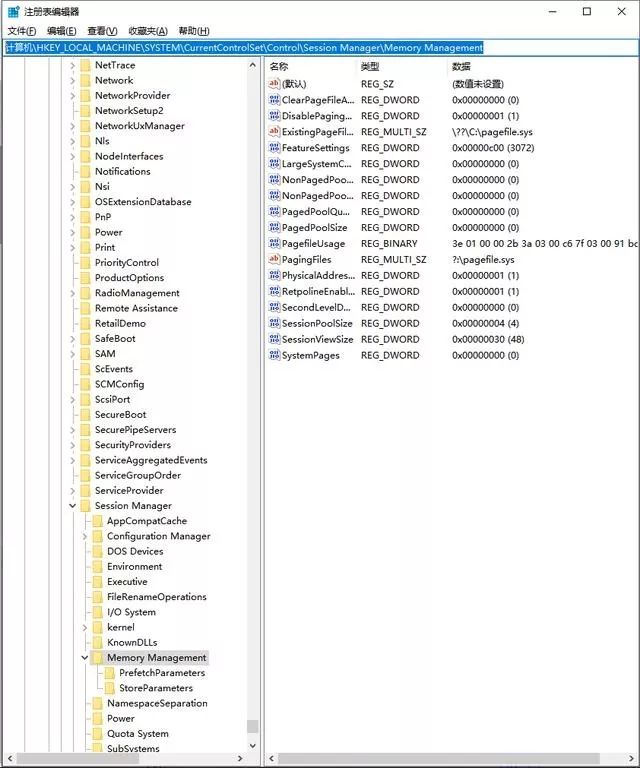 注册表编辑器
文件(F) 编辑(E) 查看(V) 收藏夹(A) 帮助(H)
计算机\HKEY_LOCAL_MACHINE\SYSTEM\CurrentControlSet\Control\Session Manager\Memory Management
NetTrace
Network
NetworkProvider
NetworkSetup2
NetworkUxManager
Nls
NodeInterfaces
Notifications
Nsi
OSExtensionDatabase
PnP
Power
Print
PriorityControl
ProductOptions
RadioManagement
Remote Assistance
RetailDemo
SafeBoot
SAM
ScEvents
SCMConfig
ScsiPort
SecureBoot
SecurePipeServers
SecurityProviders
ServiceAggregatedEvents
ServiceGroupOrder
ServiceProvider
Session Manager
AppCompatCache
Configuration Manager
DOS Devices
Environment
Executive
FileRenameOperations
I/O System
kernel
KnownDLLs
Memory Management
PrefetchParameters
StoreParameters
NamespaceSeparation
Power
Quota System
SubSystems
名称 类型 数据
(默认) REG_SZ (数值未设置)
ClearPageFileA... REG_DWORD 0x00000000 (0)
DisablePaging... REG_DWORD 0x00000001 (1)
ExistingPageFil... REG_MULTI_SZ \??\C:\pagefile.sys
FeatureSettings REG_DWORD 0x00000c00 (3072)
LargeSystemC... REG_DWORD 0x00000000 (0)
NonPagedPoo... REG_DWORD 0x00000000 (0)
NonPagedPoo... REG_DWORD 0x00000000 (0)
PagedPoolQu... REG_DWORD 0x00000000 (0)
PagedPoolSize REG_DWORD 0x00000000 (0)
PagefileUsage REG_BINARY 3e 01 00 00 2b 3a 03 00 c6 7f 03 00 91 bc
PagingFiles REG_MULTI_SZ ?:\pagefile.sys
PhysicalAddres... REG_DWORD 0x00000001 (1)
RetpolineEnabl... REG_DWORD 0x00000001 (1)
SecondLevelD... REG_DWORD 0x00000000 (0)
SessionPoolSize REG_DWORD 0x00000004 (4)
SessionViewSize REG_DWORD 0x00000030 (48)
SystemPages REG_DWORD 0x00000000 (0)